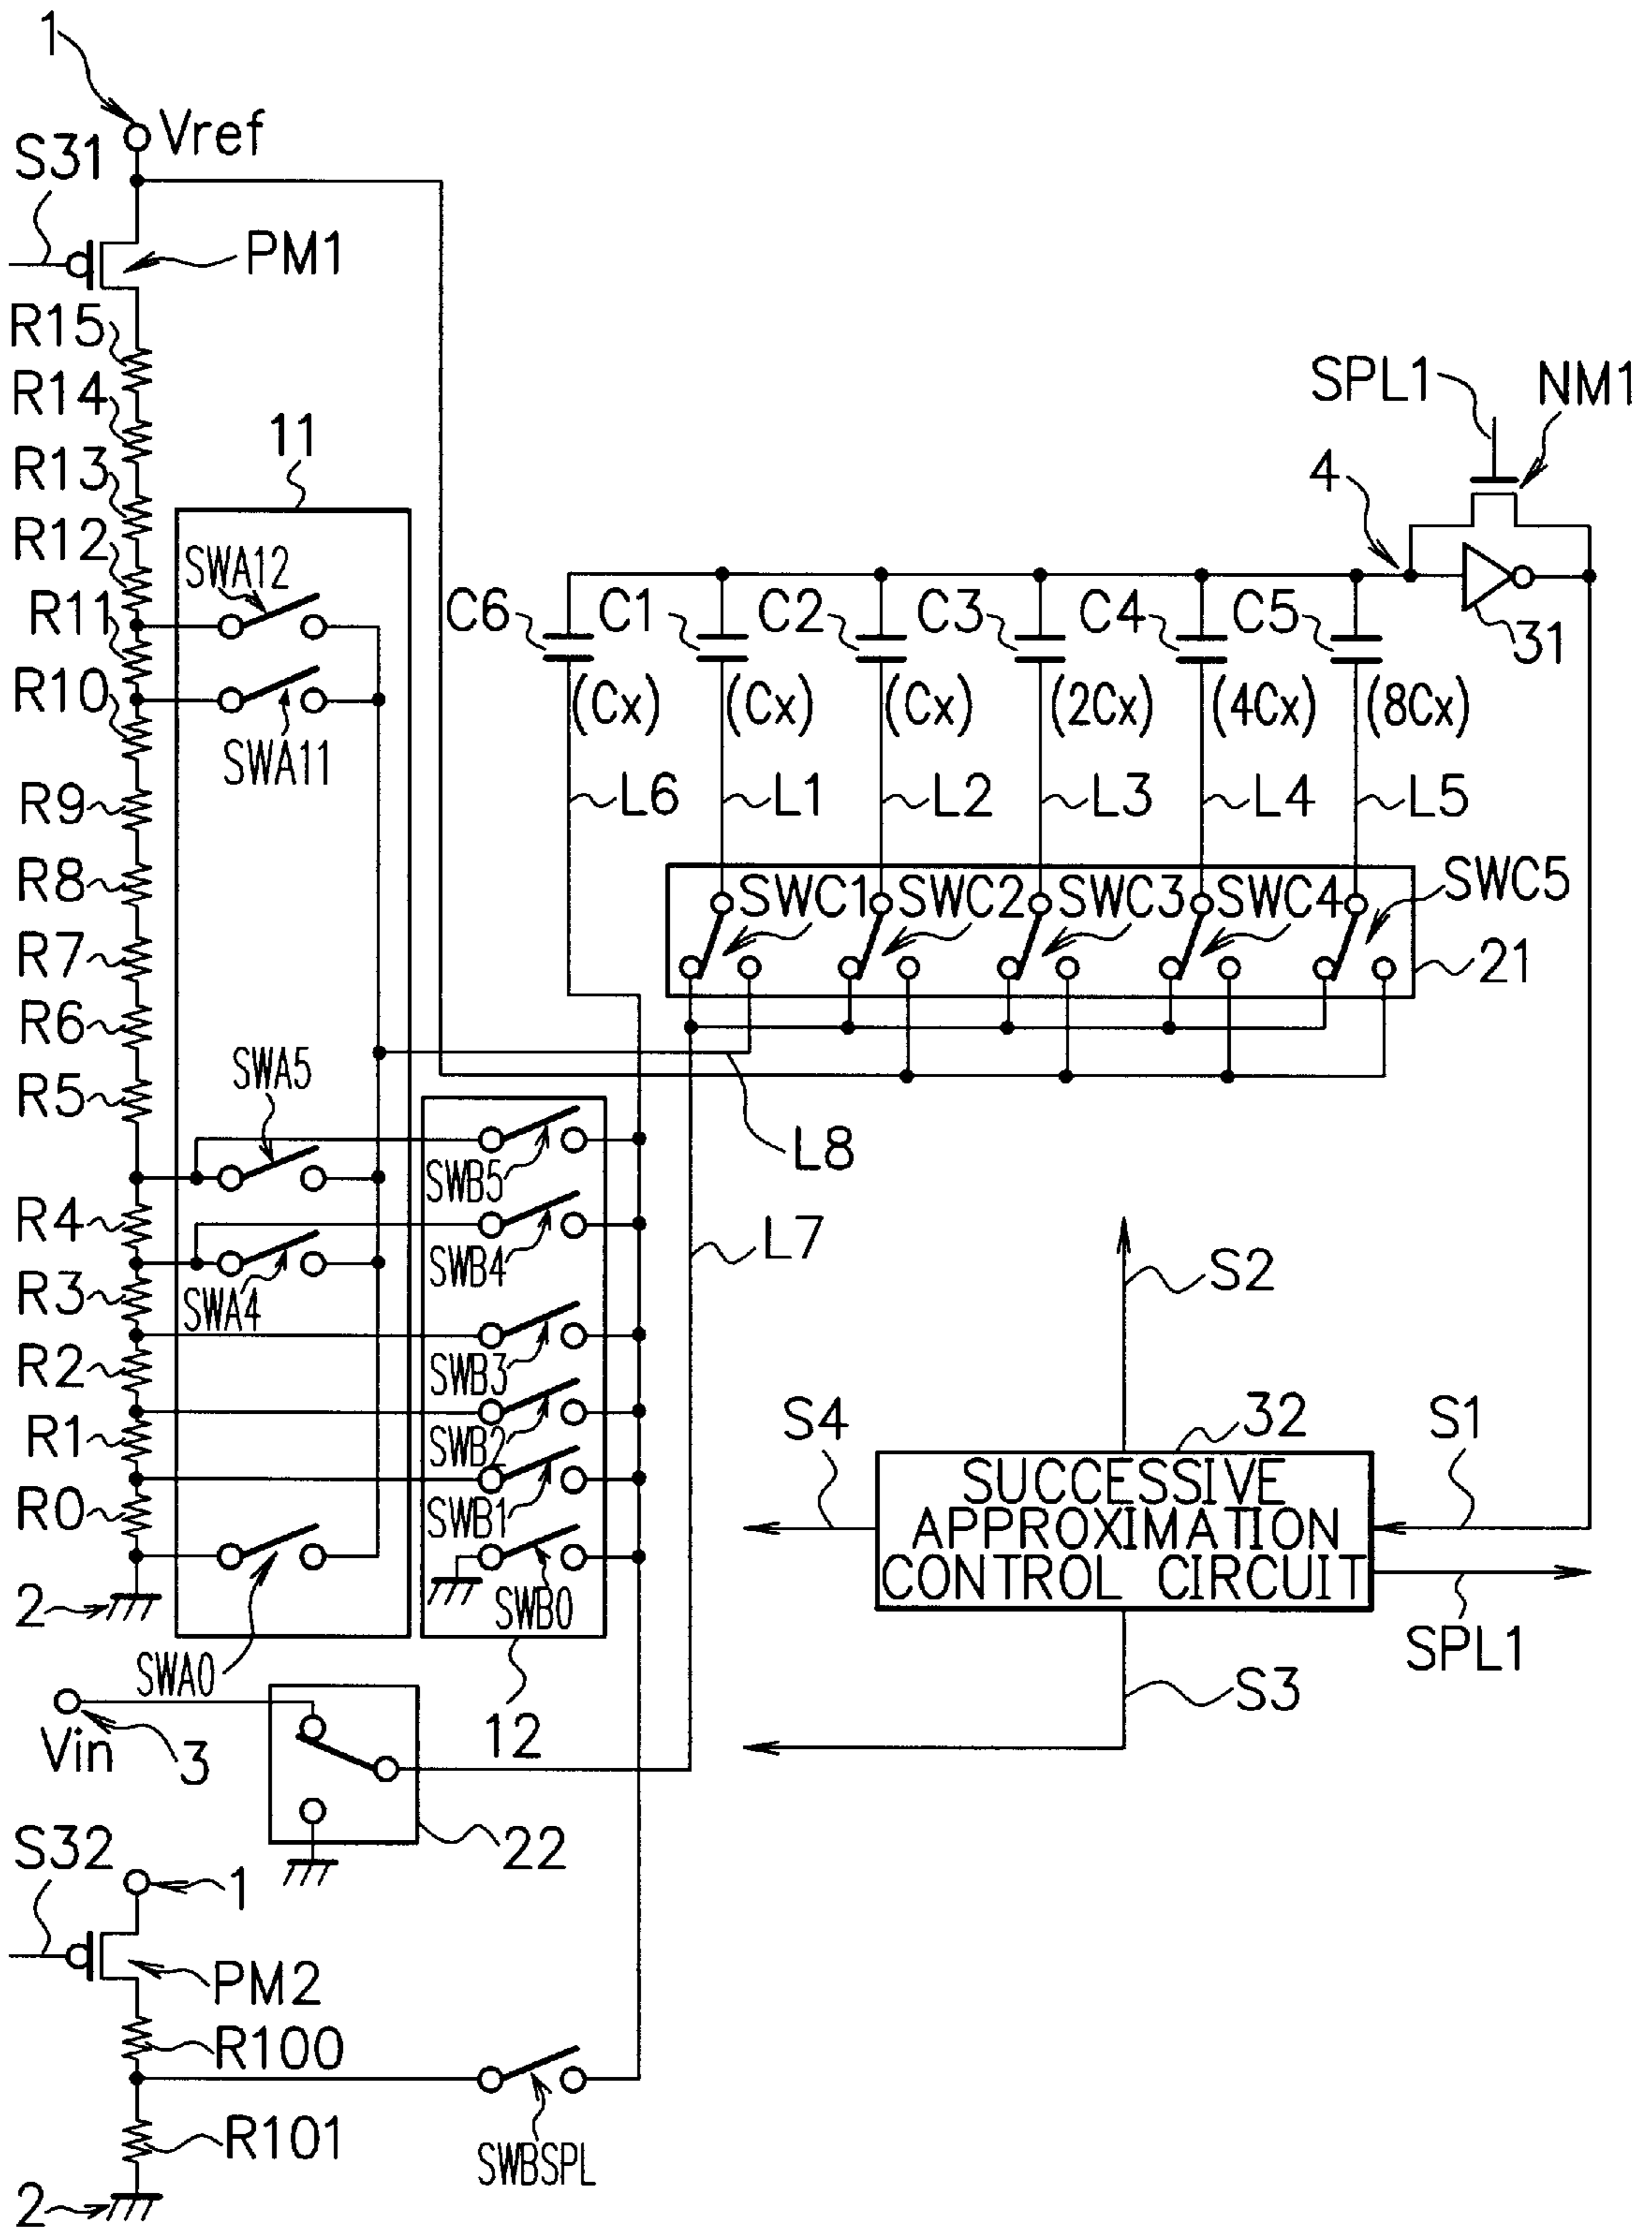 1
Vref
S31
PM1
R15
R14
R13
R12
R11
R10
R9
R8
R7
R6
R5
R4
R3
R2
R1
R0
2
11
SWA12
SWA11
SWA5
SWA4
SWA0
SWB5
SWB4
SWB3
SWB2
SWB1
SWB0
12
Vin
3
22
S32
1
PM2
R100
R101
2
SWBSPL
SPL1
NM1
4
31
C6
C1
C2
C3
C4
C5
(Cx)
(Cx)
(Cx)
(2Cx)
(4Cx)
(8Cx)
L6
L1
L2
L3
L4
L5
SWC1
SWC2
SWC3
SWC4
SWC5
21
L8
L7
S2
S4
32
S1
SUCCESSIVE
APPROXIMATION
CONTROL CIRCUIT
SPL1
S3